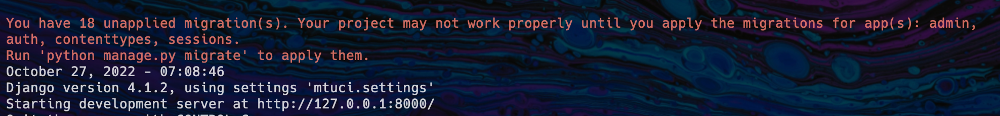 You have 18 unapplied migration(s). Your project may not work properly until you apply the migrations for app(s): admin,
auth, contenttypes, sessions.
Run 'python manage.py migrate' to apply them.
October 27, 2022 - 07:08:46
Django version 4.1.2, using settings 'mtuci.settings'
Starting development server at http://127.0.0.1:8000/